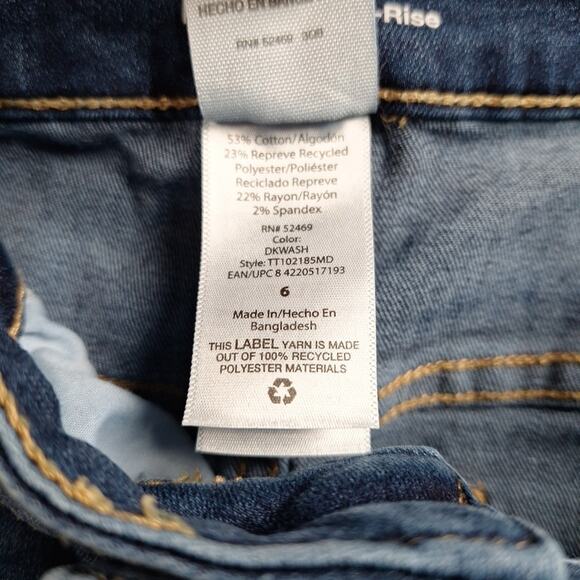 -Rise
HECHO EN
RN# 52469
53% Cotton/Algodón
23% Repreve Recycled
Polyester/Poliéster
Reciclado Repreve
22% Rayon/Rayón
2% Spandex
RN# 52469
Color:
DKWASH
Style: TT102185MD
EAN/UPC 8 4220517193
6
Made In/Hecho En
Bangladesh
THIS LABEL YARN IS MADE
OUT OF 100% RECYCLED
POLYESTER MATERIALS